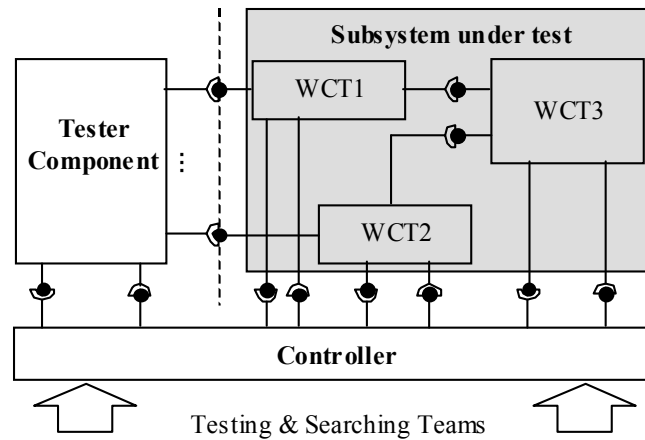 Subsystem under test
WCT1
WCT3
Tester
Component
...
WCT2
Controller
Testing & Searching Teams